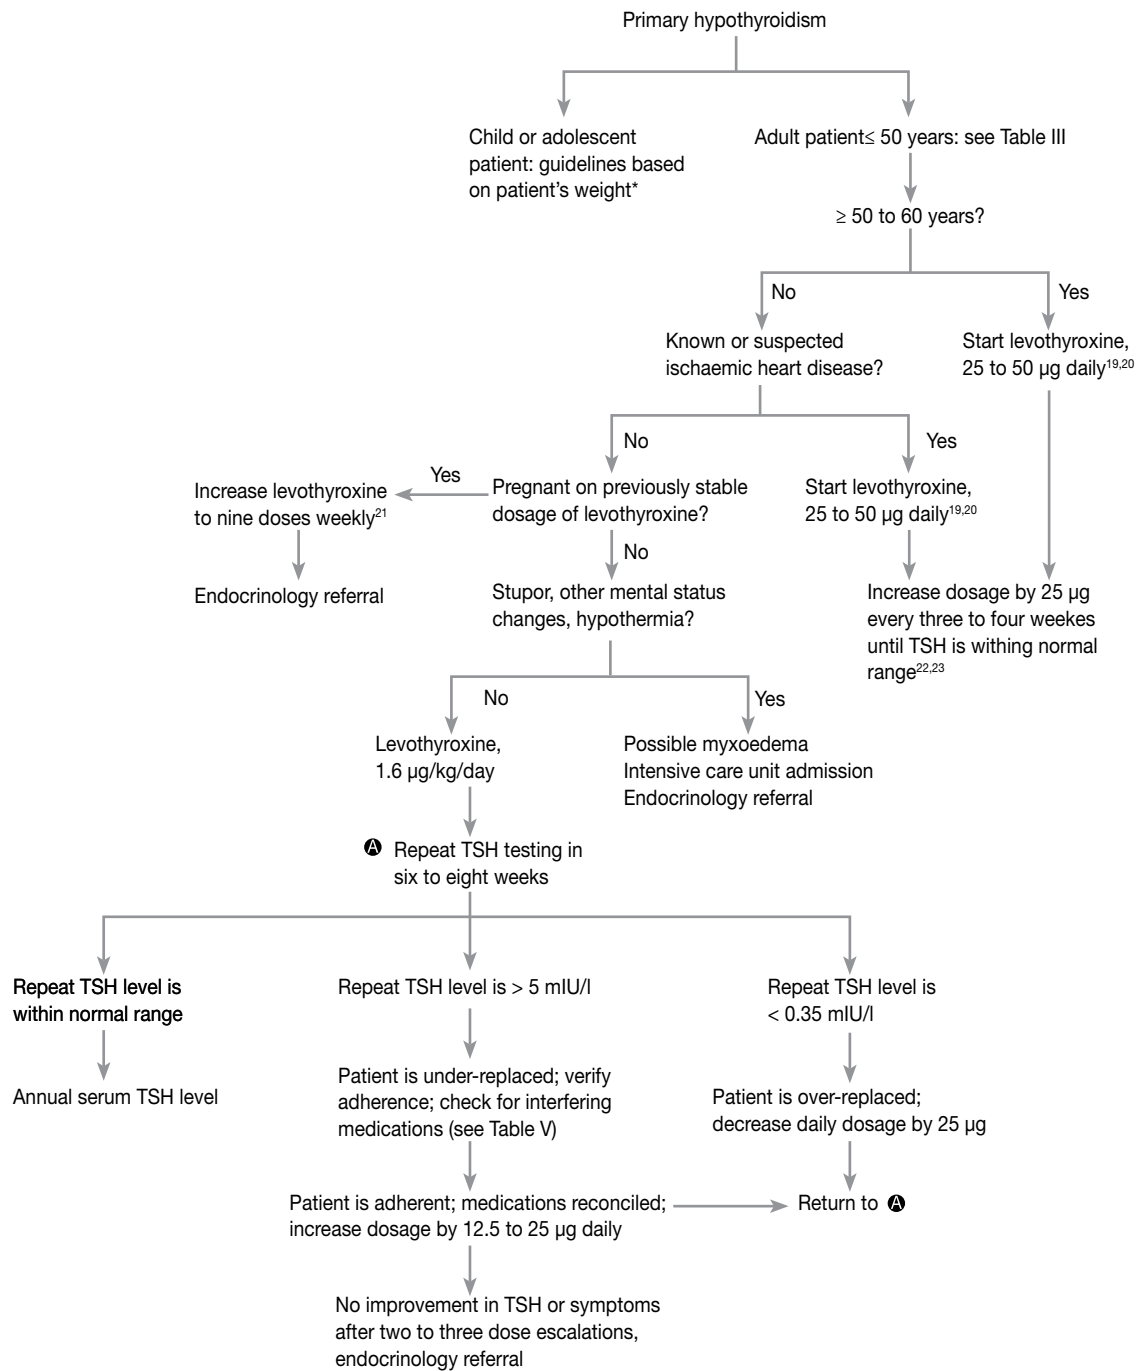 Primary hypothyroidism
Child or adolescent
patient: guidelines based
on patient's weight*
Adult patient≤ 50 years: see Table III
≥ 50 to 60 years?
No
Yes
Known or suspected
ischaemic heart disease?
Start levothyroxine,
25 to 50 µg daily19,20
No
Yes
Yes
Increase levothyroxine
to nine doses weekly21
Pregnant on previously stable
dosage of levothyroxine?
Start levothyroxine,
25 to 50 µg daily19,20
No
Endocrinology referral
Stupor, other mental status
changes, hypothermia?
Increase dosage by 25 µg
every three to four weekes
until TSH is withing normal
range22,23
No
Yes
Levothyroxine,
1.6 µg/kg/day
Possible myxoedema
Intensive care unit admission
Endocrinology referral
A Repeat TSH testing in
six to eight weeks
Repeat TSH level is
within normal range
Repeat TSH level is > 5 mIU/l
Repeat TSH level is
< 0.35 mIU/l
Annual serum TSH level
Patient is under-replaced; verify
adherence; check for interfering
medications (see Table V)
Patient is over-replaced;
decrease daily dosage by 25 µg
Patient is adherent; medications reconciled;
increase dosage by 12.5 to 25 µg daily
Return to A
No improvement in TSH or symptoms
after two to three dose escalations,
endocrinology referral